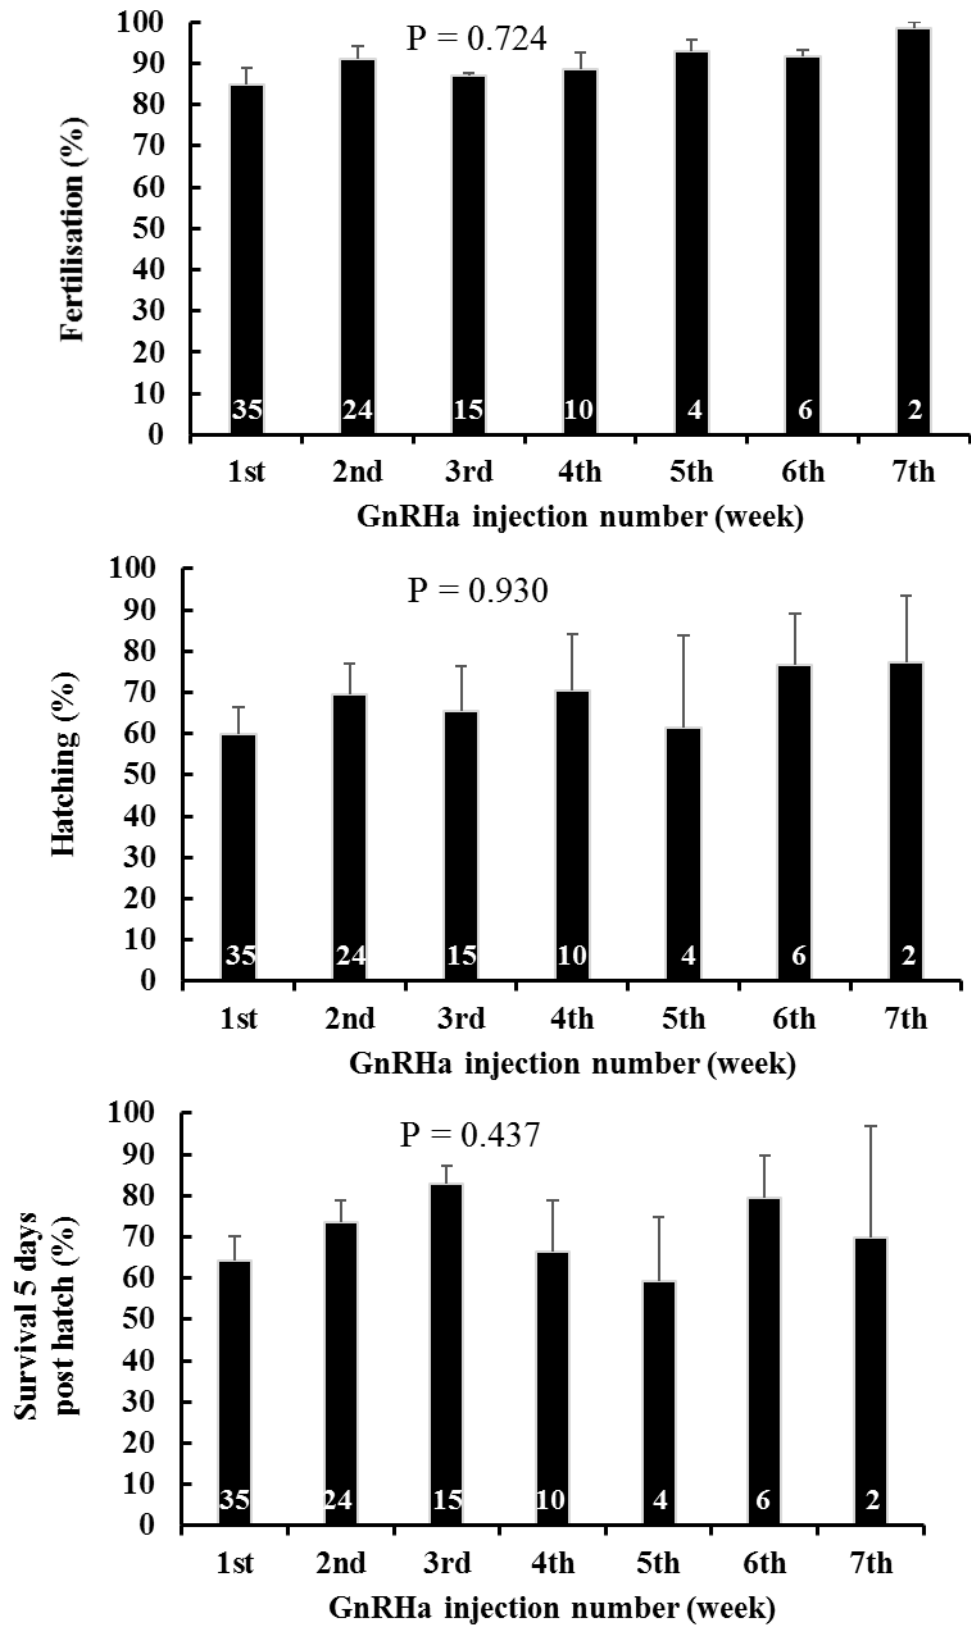 P = 0.724
Fertilisation (%)
100
90
80
70
60
50
40
30
20
10
0
35 24 15 10 4 6 2
1st 2nd 3rd 4th 5th 6th 7th
GnRHa injection number (week)
P = 0.930
Hatching (%)
100
90
80
70
60
50
40
30
20
10
0
35 24 15 10 4 6 2
1st 2nd 3rd 4th 5th 6th 7th
GnRHa injection number (week)
P = 0.437
Survival 5 days
post hatch (%)
100
90
80
70
60
50
40
30
20
10
0
35 24 15 10 4 6 2
1st 2nd 3rd 4th 5th 6th 7th
GnRHa injection number (week)